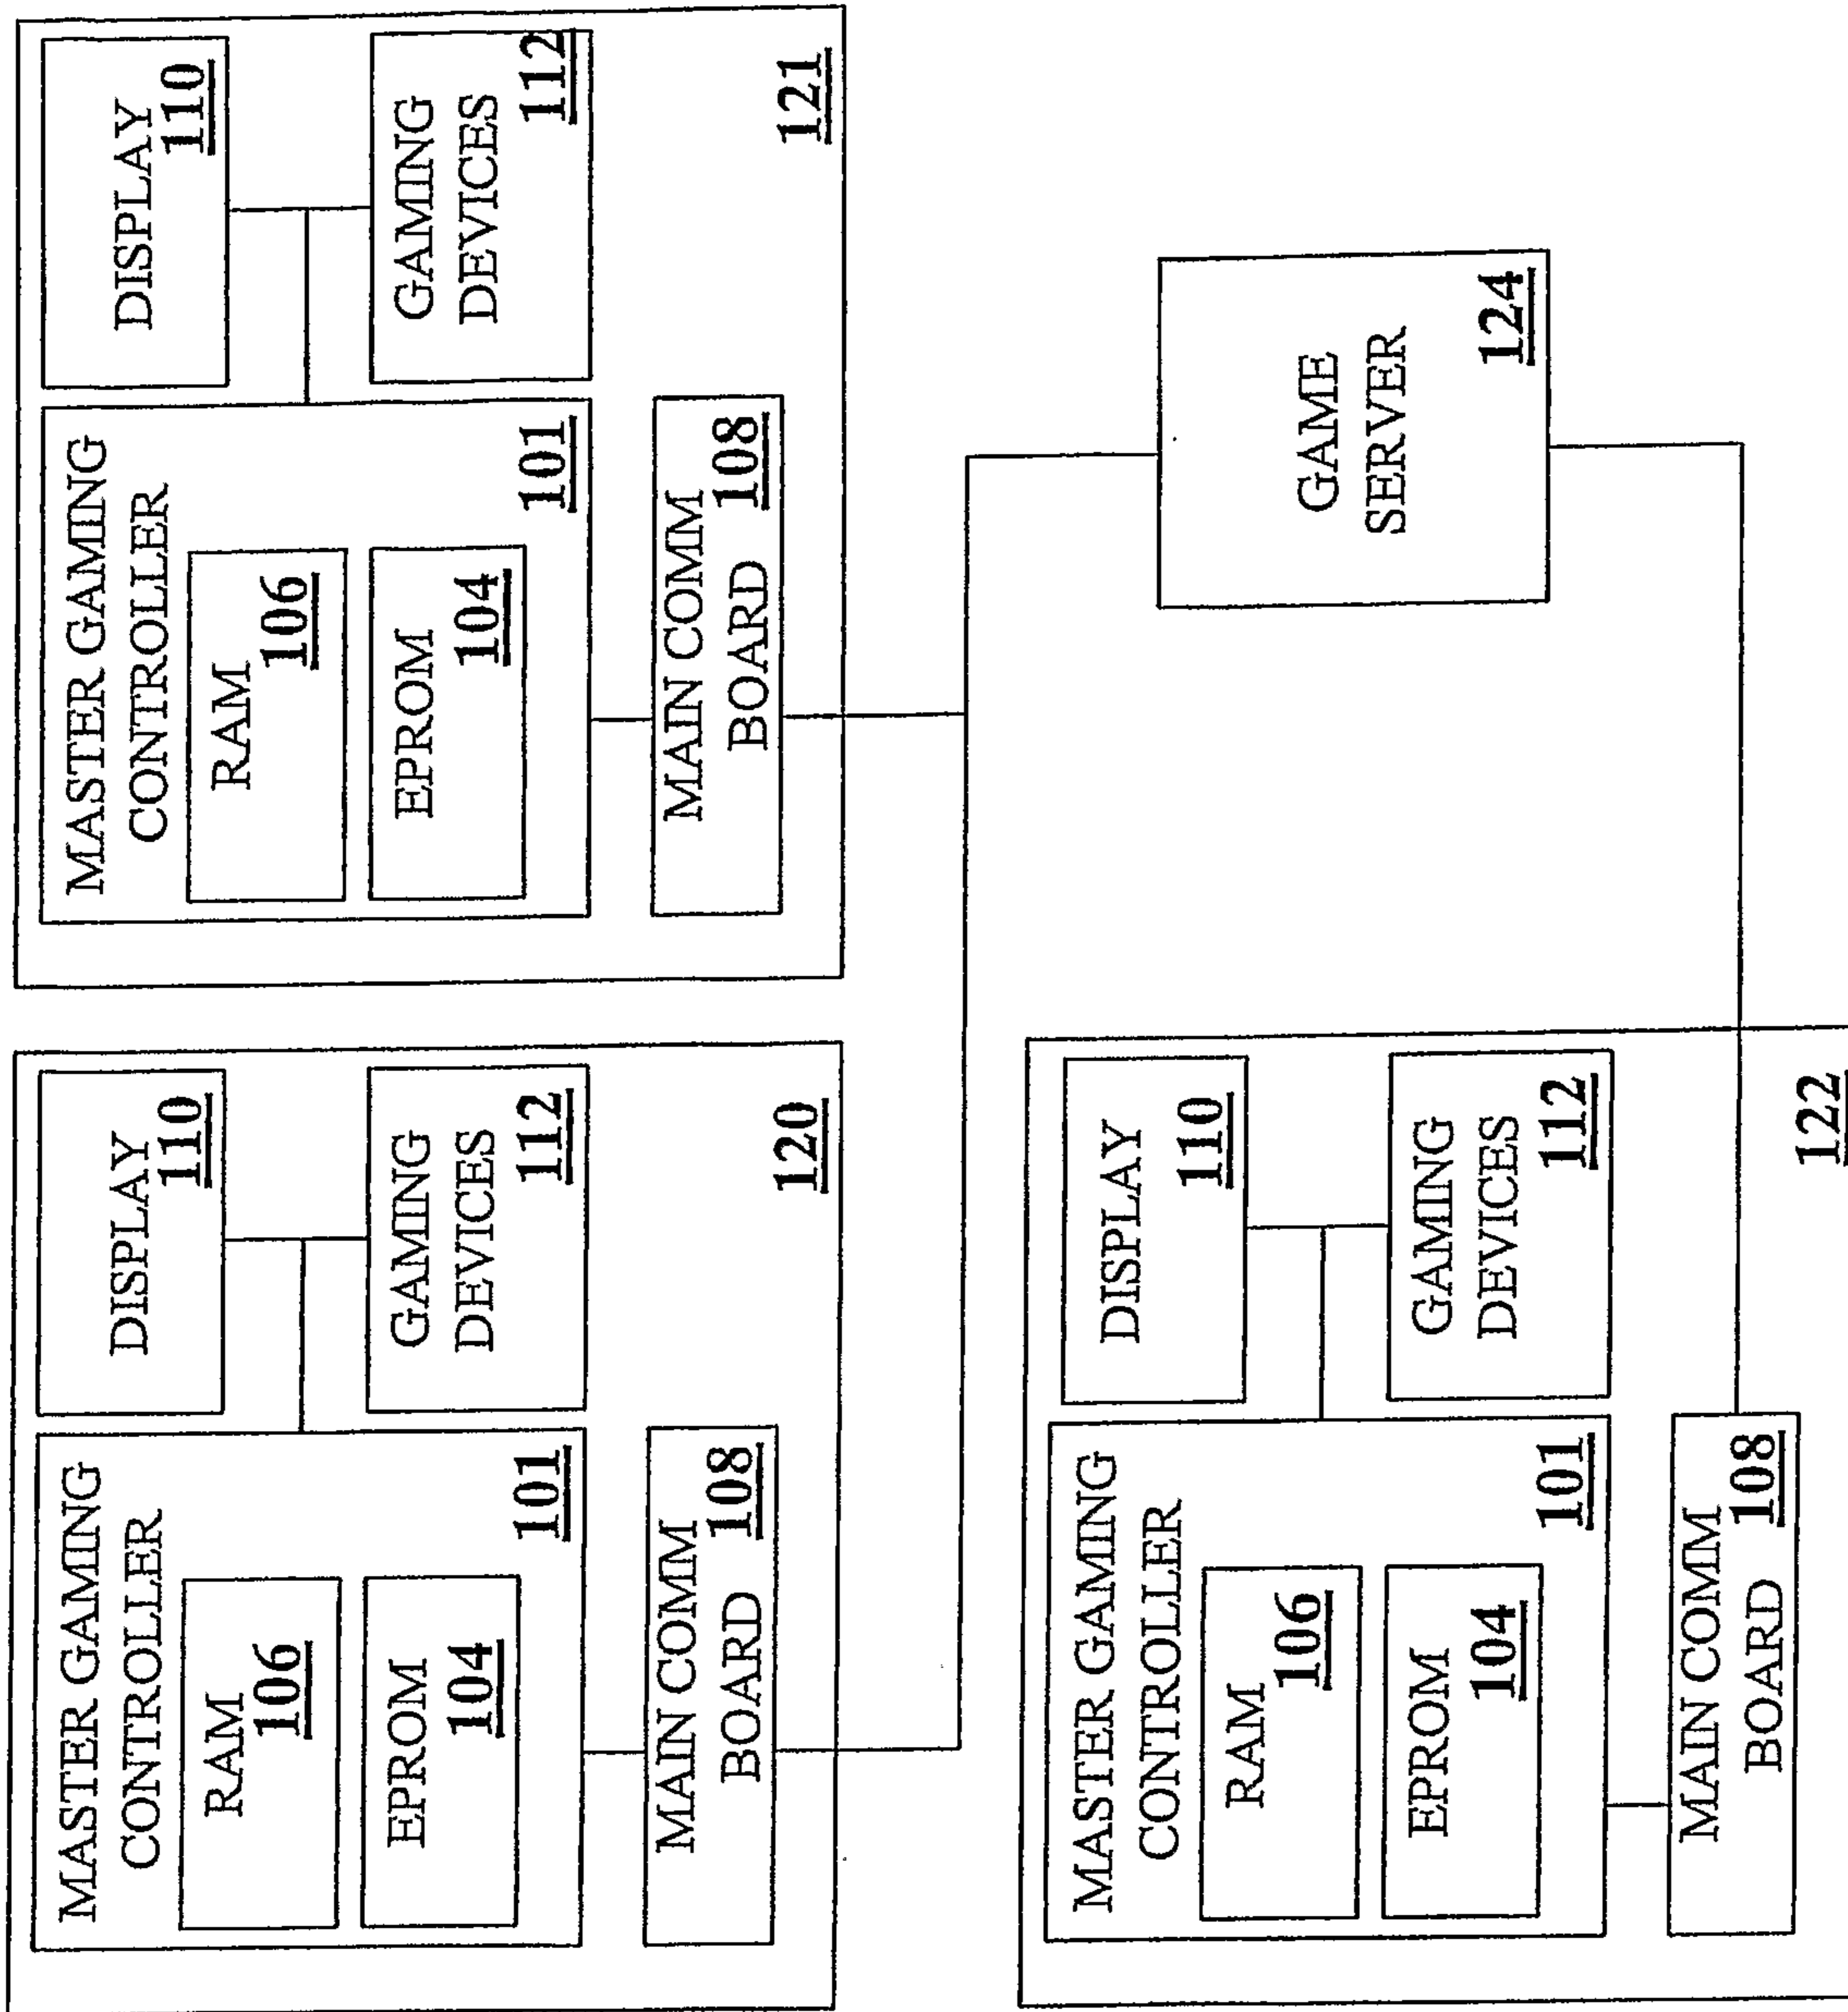 MASTER GAMING
CONTROLLER
RAM
106
EPROM
104
101
DISPLAY
110
GAMING
DEVICES
112
MAIN COMM
BOARD 108
120
MASTER GAMING
CONTROLLER
RAM
106
EPROM
104
101
DISPLAY
110
GAMING
DEVICES
112
MAIN COMM
BOARD 108
121
MASTER GAMING
CONTROLLER
RAM
106
EPROM
104
101
DISPLAY
110
GAMING
DEVICES
112
MAIN COMM
BOARD 108
122
GAME
SERVER
124